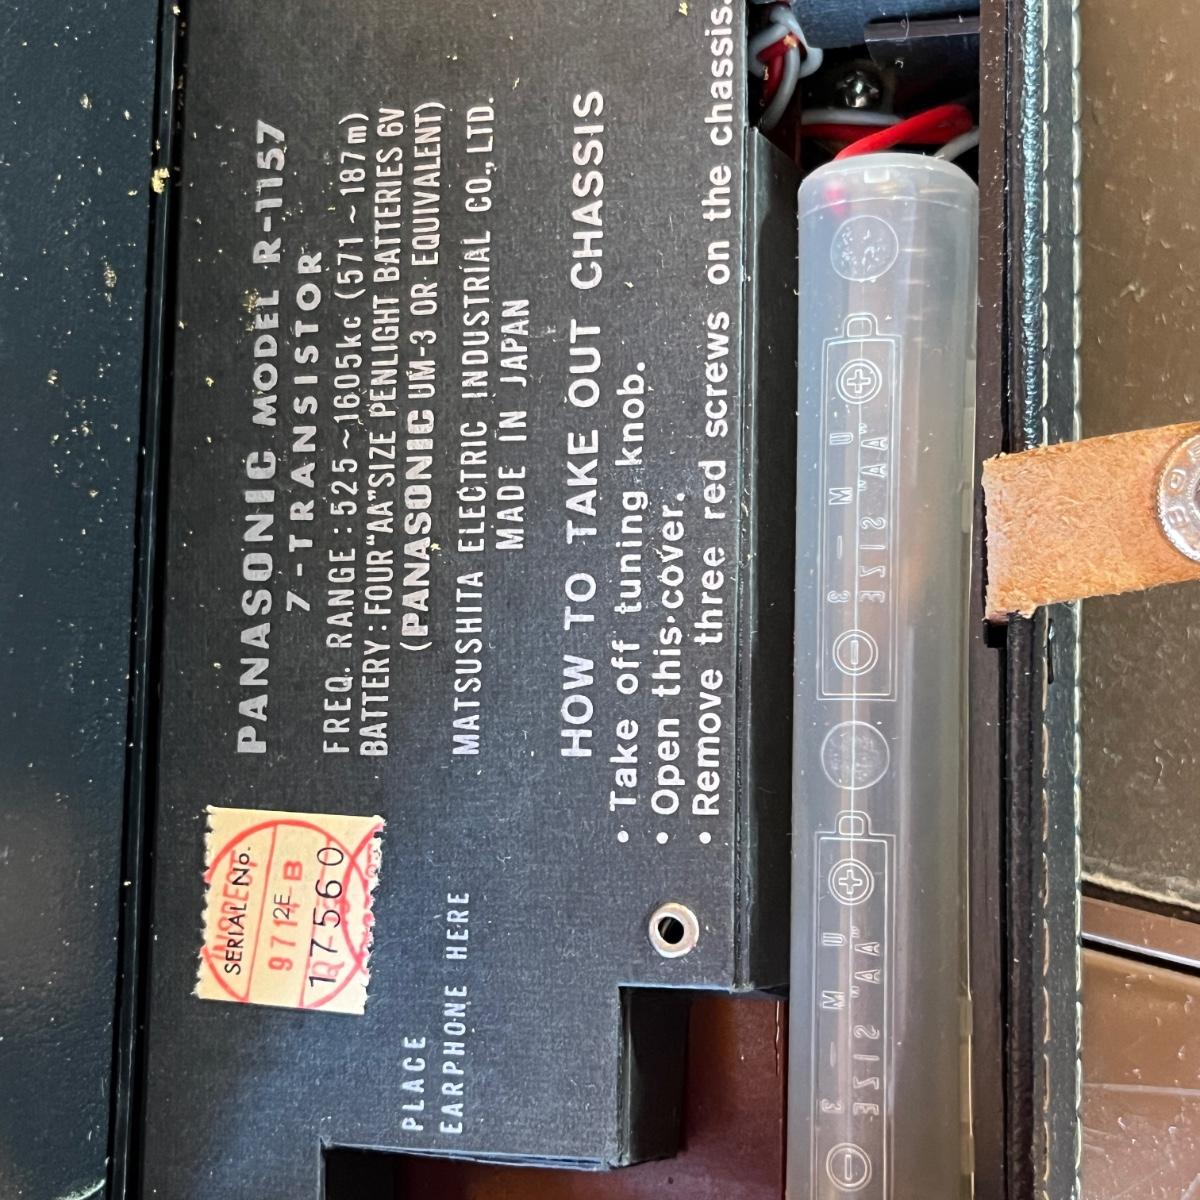 PANASONIC MODEL R-1157
7-TRANSISTOR
FREQ. RANGE : 525~1605kc (571~187m)
BATTERY : FOUR "AA" SIZE PENLIGHT BATTERIES 6V
(PANASONIC UM-3 OR EQUIVALENT)
MATSUSHITA ELECTRIC INDUSTRIAL CO., LTD.
MADE IN JAPAN
HOW TO TAKE OUT CHASSIS
• Take off tuning knob.
• Open this cover.
• Remove three red screws on the chassis.
SERIAL No.
9712E B
17560
PLACE
EARPHONE HERE
UM-3
SIZE "AA"
UM-3
SIZE "AA"